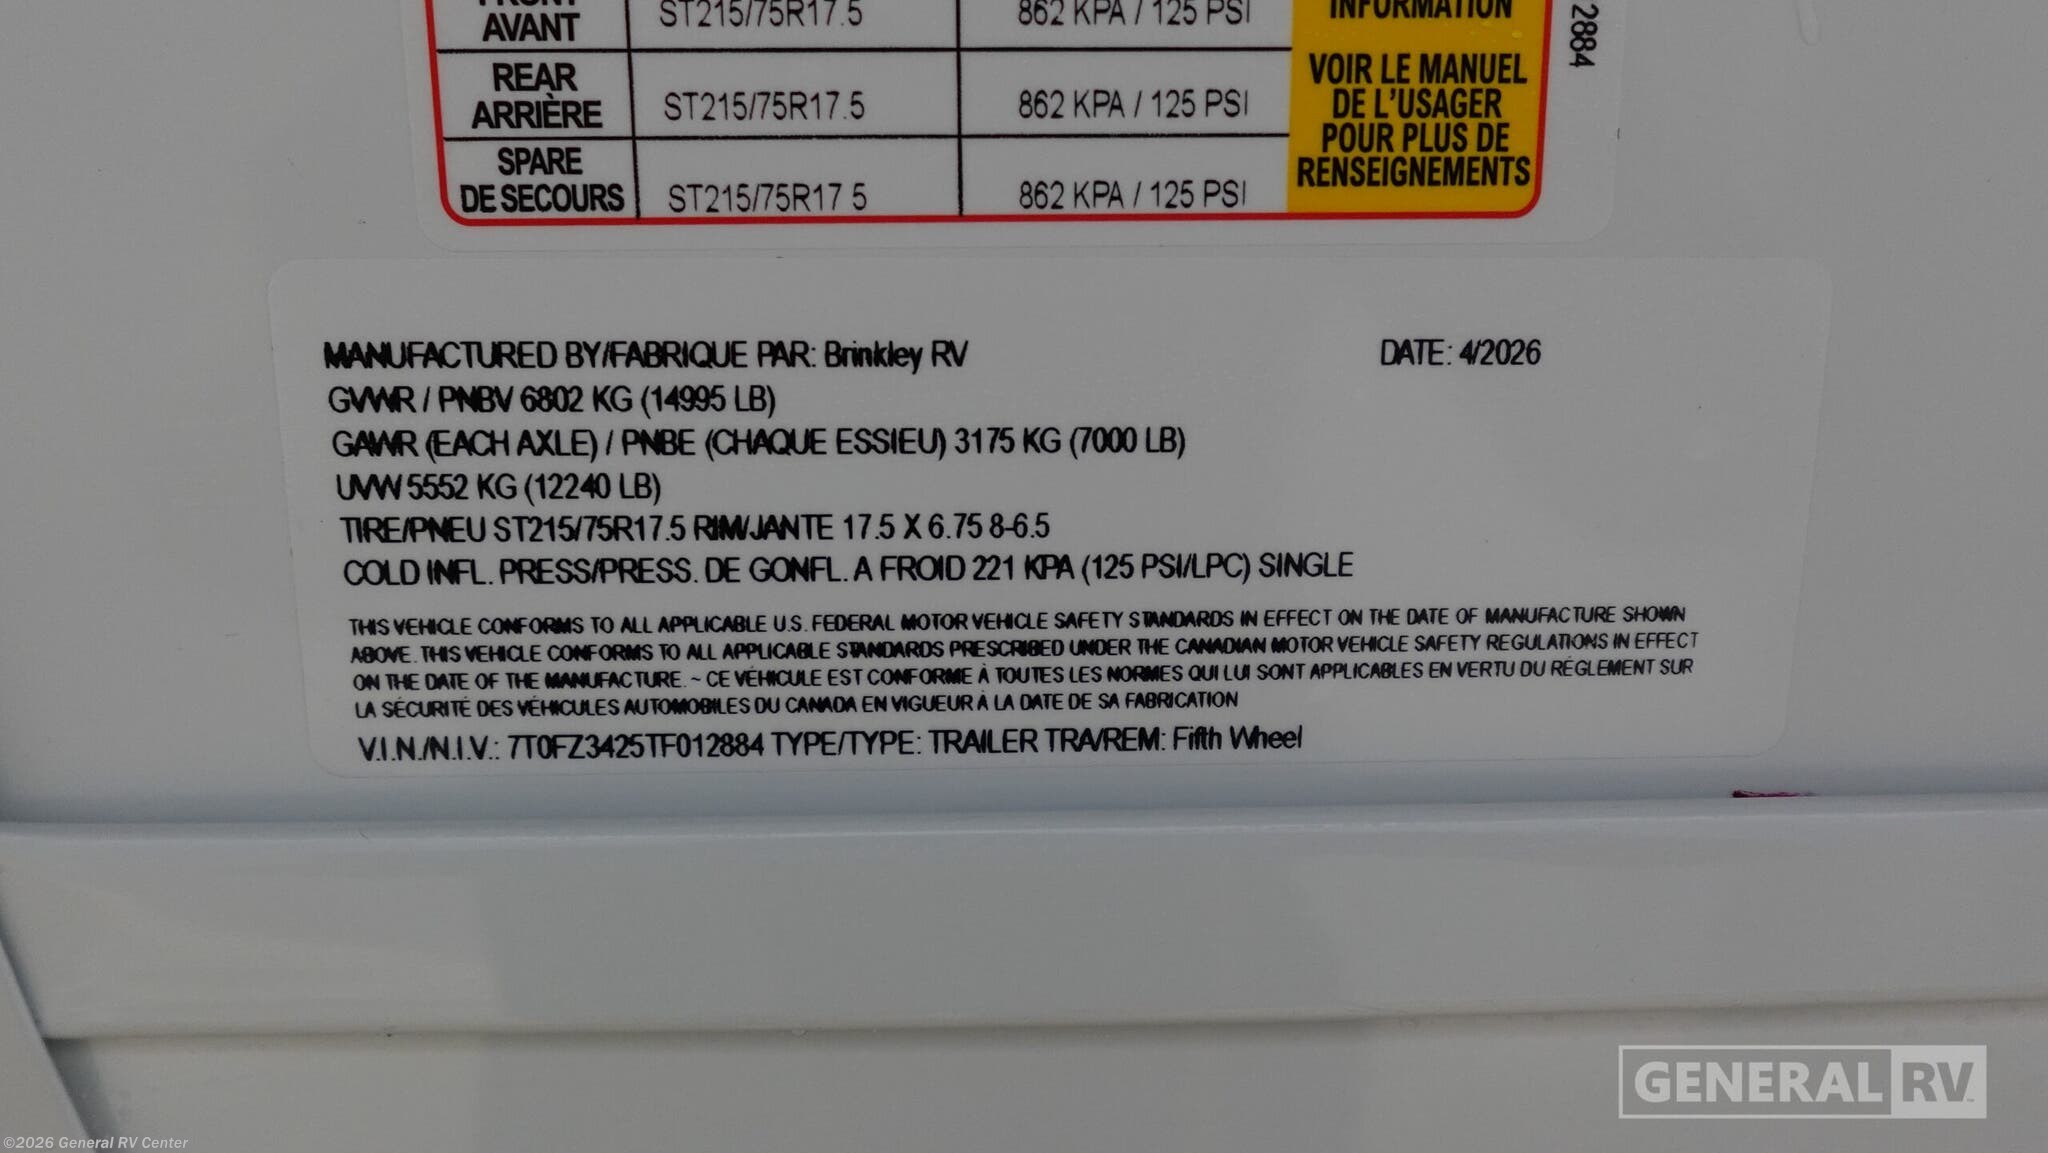 FRONT ST215/75R17.5 862 KPA / 125 PSI INFORMATION
AVANT
REAR ST215/75R17.5 862 KPA / 125 PSI
ARRIÈRE
SPARE ST215/75R17 5 862 KPA / 125 PSI
DE SECOURS
VOIR LE MANUEL
DE L'USAGER
POUR PLUS DE
RENSEIGNEMENTS
2884
MANUFACTURED BY/FABRIQUE PAR: Brinkley RV DATE: 4/2026
GVWR / PNBV 6802 KG (14995 LB)
GAWR (EACH AXLE) / PNBE (CHAQUE ESSIEU) 3175 KG (7000 LB)
UVW 5552 KG (12240 LB)
TIRE/PNEU ST215/75R17.5 RIM/JANTE 17.5 X 6.75 8-6.5
COLD INFL. PRESS/PRESS. DE GONFL. A FROID 221 KPA (125 PSI/LPC) SINGLE
THIS VEHICLE CONFORMS TO ALL APPLICABLE U.S. FEDERAL MOTOR VEHICLE SAFETY STANDARDS IN EFFECT ON THE DATE OF MANUFACTURE SHOWN
ABOVE. THIS VEHICLE CONFORMS TO ALL APPLICABLE STANDARDS PRESCRIBED UNDER THE CANADIAN MOTOR VEHICLE SAFETY REGULATIONS IN EFFECT
ON THE DATE OF THE MANUFACTURE. ~ CE VÉHICULE EST CONFORME À TOUTES LES NORMES QUI LUI SONT APPLICABLES EN VERTU DU RÉGLEMENT SUR
LA SÉCURITÉ DES VÉHICULES AUTOMOBILES DU CANADA EN VIGUEUR À LA DATE DE SA FABRICATION
V.I.N./N.I.V.: 7T0FZ3425TF012884 TYPE/TYPE: TRAILER TRA/REM: Fifth Wheel
GENERAL RV
©2026 General RV Center